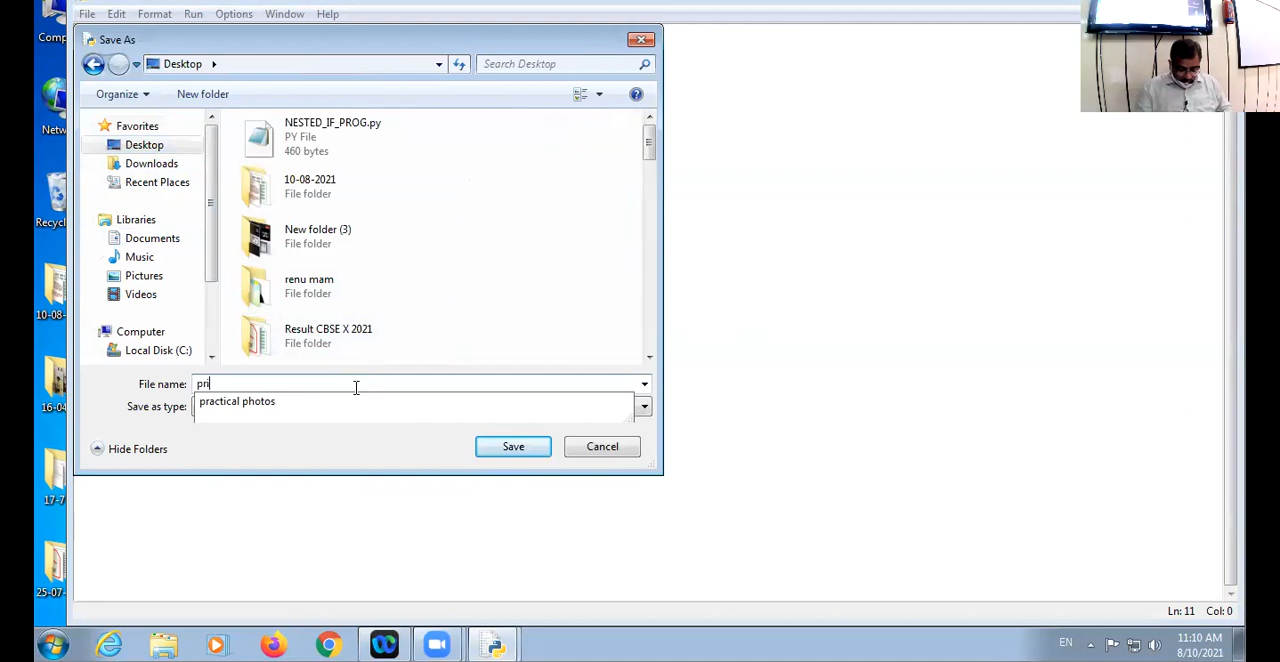 File Edit Format Run Options Window Help
Comp
Save As
Desktop
Search Desktop
Organize New folder
Favorites
Desktop
Downloads
Recent Places
Libraries
Documents
Music
Pictures
Videos
Computer
Local Disk (C:)
NESTED_IF_PROG.py
PY File
460 bytes
10-08-2021
File folder
New folder (3)
File folder
renu mam
File folder
Result CBSE X 2021
File folder
File name: pri
practical photos
Save as type:
Hide Folders
Save Cancel
Netw
Recycl
10-08-
16-04
17-7
25-07-
Ln: 11 Col: 0
EN
11:10 AM
8/10/2021